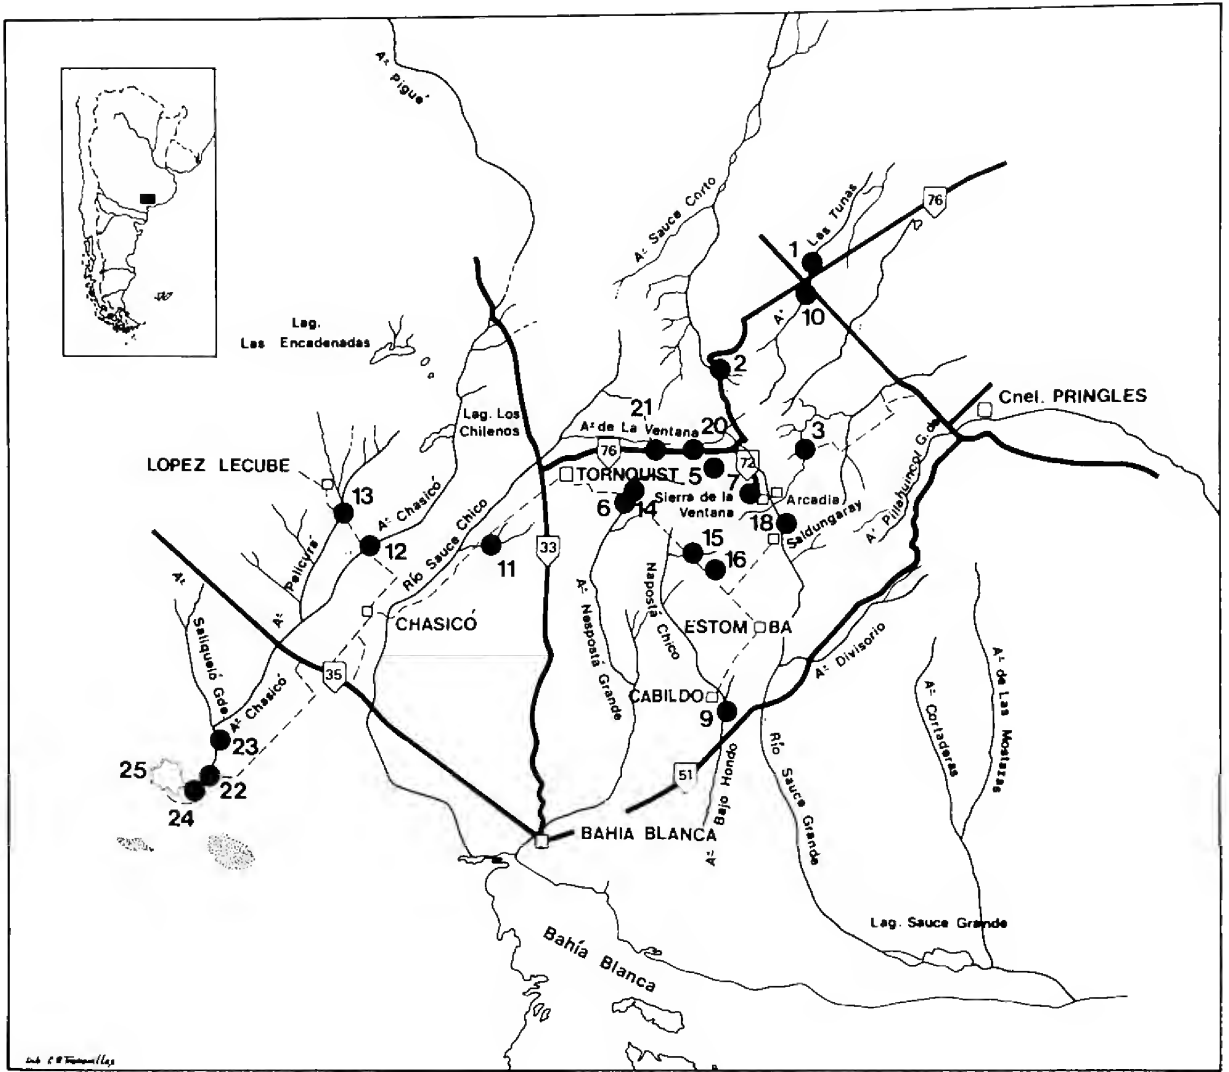 Aº Pigué
Aº Sauce Corto
Las Tunas
76
1
Aº
10
Lag.
Las Encadenadas
2
Cnel. PRINGLES
21
Lag. Los
Chilenos
Aº de La Ventana
20
3
76
72
LOPEZ LECUBE
TORNQUIST
5
7
13
Aº Chasicó
6
14
Sierra de la
Ventana
Arcadia
Aº Pillahuincó G.de
Río Sauce Chico
18
Saldungaray
12
11
33
15
16
Aº Pelicurá
Aº Saliqueló Gde
CHASICÓ
Aº Naspostá Grande
Napostá Chico
ESTOMBA
Aº Divisorio
35
Aº Chasicó
CABILDO
9
Aº Cortaderas
Aº de Las Mostazas
23
25
22
24
51
Aº Bajo Hondo
Río Sauce Grande
BAHIA BLANCA
Lag. Sauce Grande
Bahía Blanca